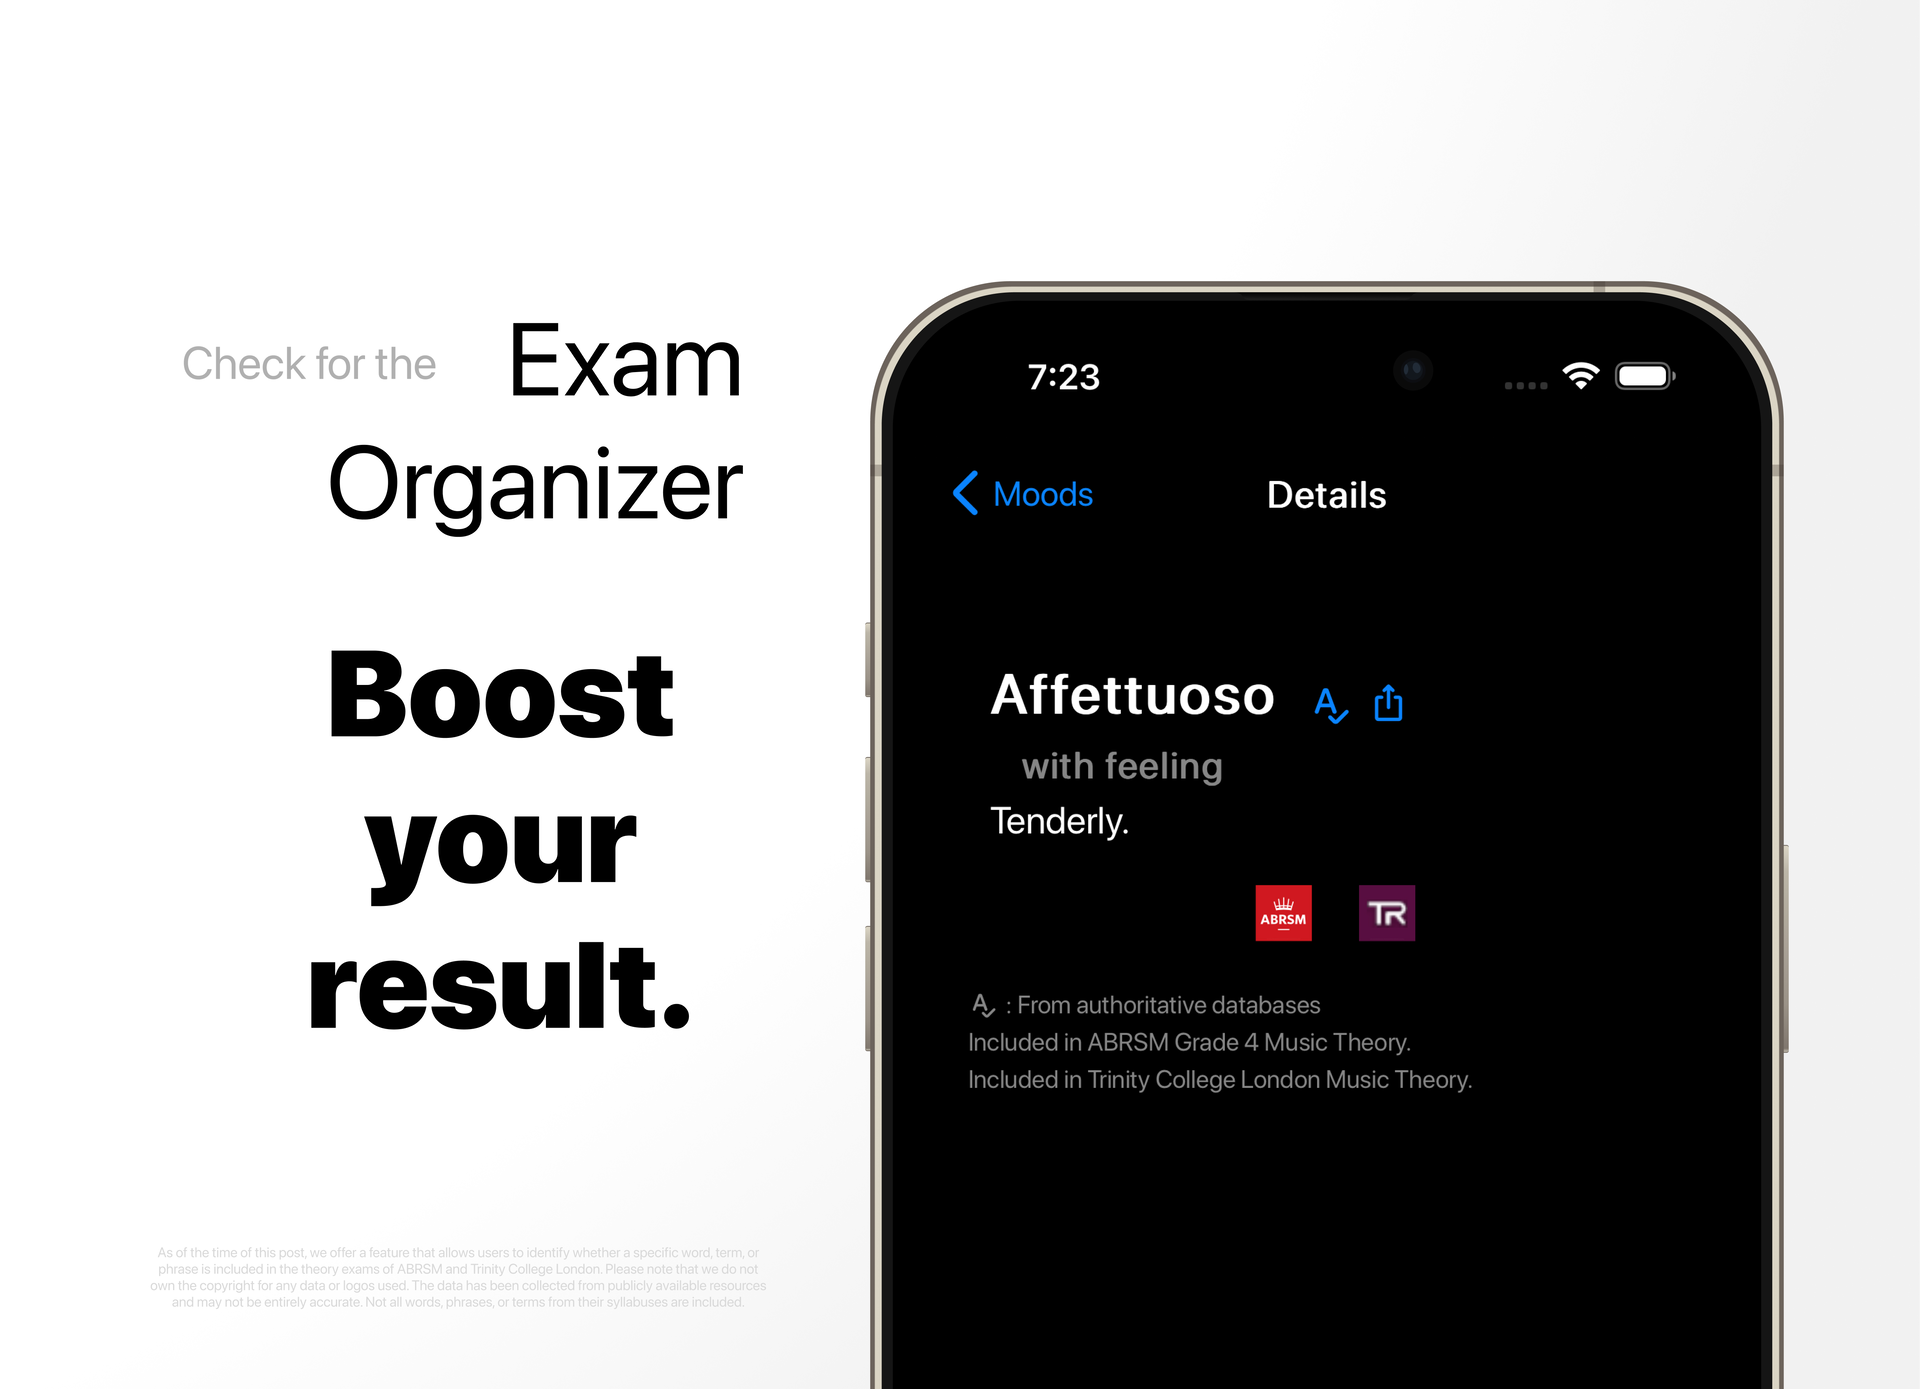 Check for the Exam
Organizer
Boost
your
result.
As of the time of this post, we offer a feature that allows users to identify whether a specific word, term, or
phrase is included in the theory exams of ABRSM and Trinity College London. Please note that we do not
own the copyright for any data or logos used. The data has been collected from publicly available resources
and may not be entirely accurate. Not all words, phrases, or terms from their syllabuses are included.
7:23
Moods Details
Affettuoso
with feeling
Tenderly.
ABRSM TR
: From authoritative databases
Included in ABRSM Grade 4 Music Theory.
Included in Trinity College London Music Theory.